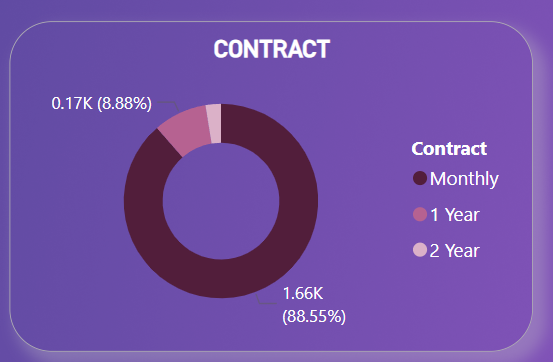 CONTRACT
0.17K (8.88%)
Contract
Monthly
1 Year
2 Year
1.66K
(88.55%)